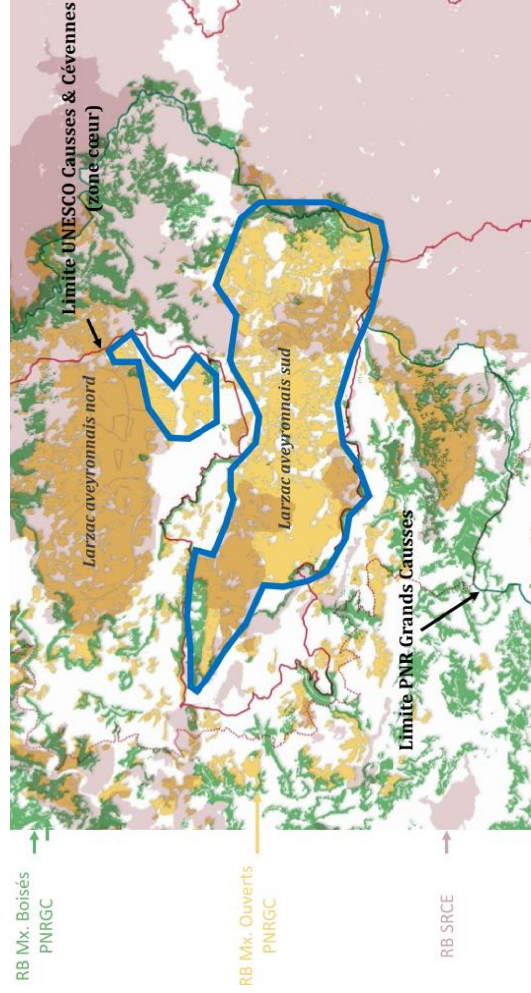 RB Mx. Boisés
PNRGC
RB Mx. Ouverts
PNRGC
RB SRCE
Limite UNESCO Causses & Cévennes
(zone cœur)
Larzac aveyronnais nord
Larzac aveyronnais sud
Limite PNR Grands Causses